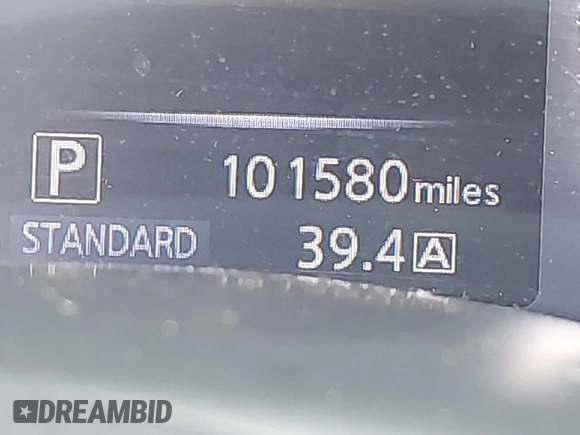 P 101580 miles
STANDARD 39.4 A
DREAMBID